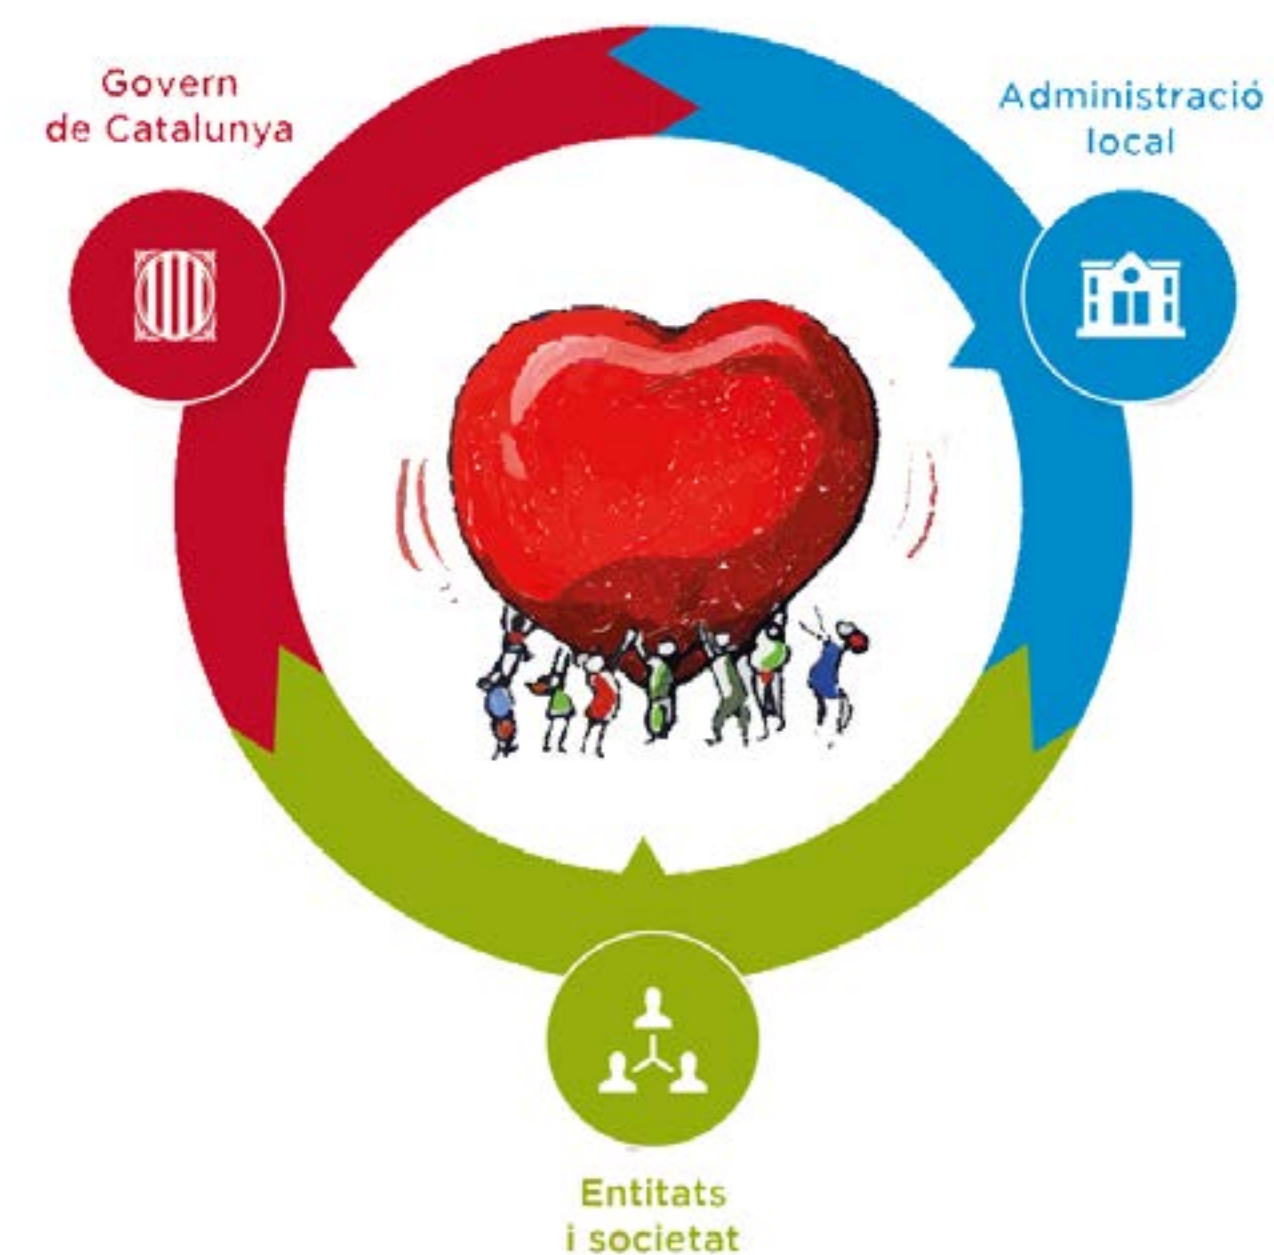 Govern
de Catalunya
Administració
local
Entitats
i societat